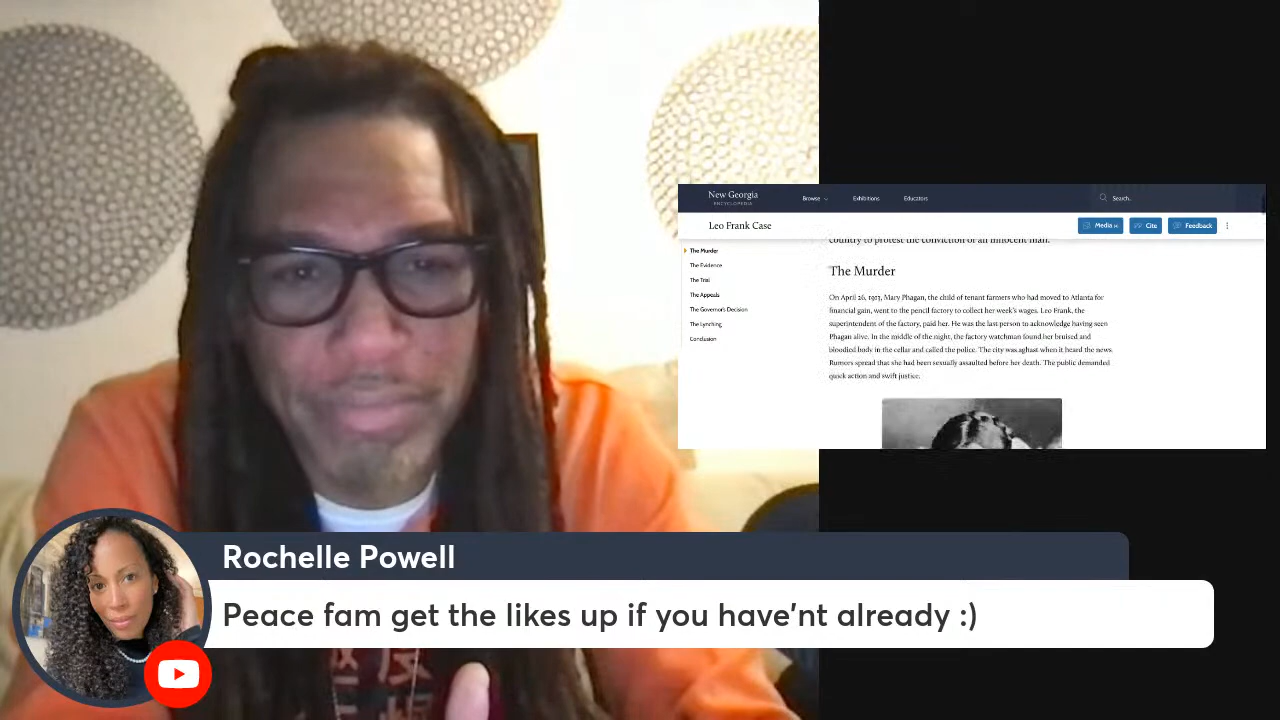 New Georgia
ENCYCLOPEDIA
Browse
Exhibitions
Educators
Search..
Leo Frank Case
Media
Cite
Feedback
country to protest the conviction of an innocent man.
The Murder
The Evidence
The Trial
The Appeals
The Governor's Decision
The Lynching
Conclusion
The Murder
On April 26, 1913, Mary Phagan, the child of tenant farmers who had moved to Atlanta for
financial gain, went to the pencil factory to collect her week's wages. Leo Frank, the
superintendent of the factory, paid her. He was the last person to acknowledge having seen
Phagan alive. In the middle of the night, the factory watchman found her bruised and
bloodied body in the cellar and called the police. The city was aghast when it heard the news.
Rumors spread that she had been sexually assaulted before her death. The public demanded
quick action and swift justice.
Rochelle Powell
Peace fam get the likes up if you have'nt already :)